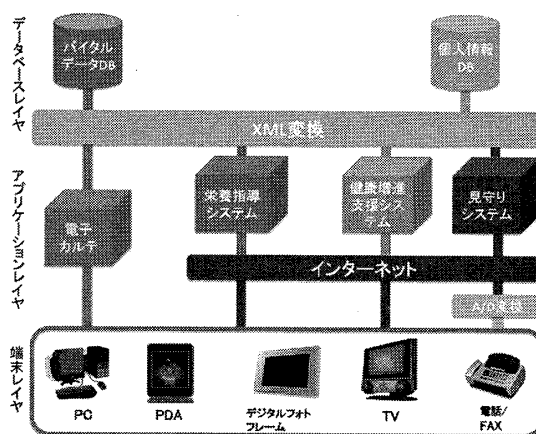 データベースレイヤ
バイタル
データDB
個人情報
DB
XML変換
アプリケーションレイヤ
電子
カルテ
栄養指導
システム
健康増進
支援シス
テム
見守り
システム
インターネット
A/D変換
端末レイヤ
PC
PDA
デジタルフォト
フレーム
TV
電話/
FAX